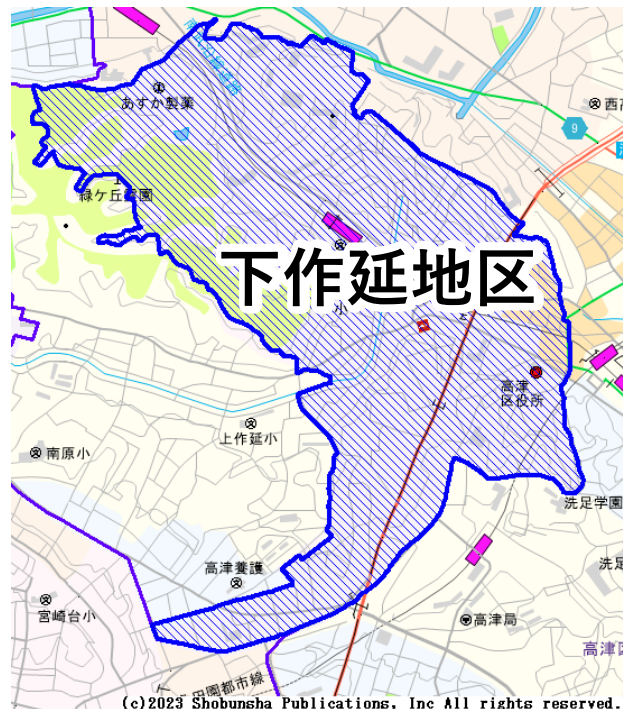 あすか製薬
西高
9
緑ケ丘霊園
下作延地区
小
高津
区役所
上作延小
南原小
洗足学園
高津養護
洗足
宮崎台小
高津局
高津区
田園都市線
(c)2023 Shobunsha Publications, Inc All rights reserved.